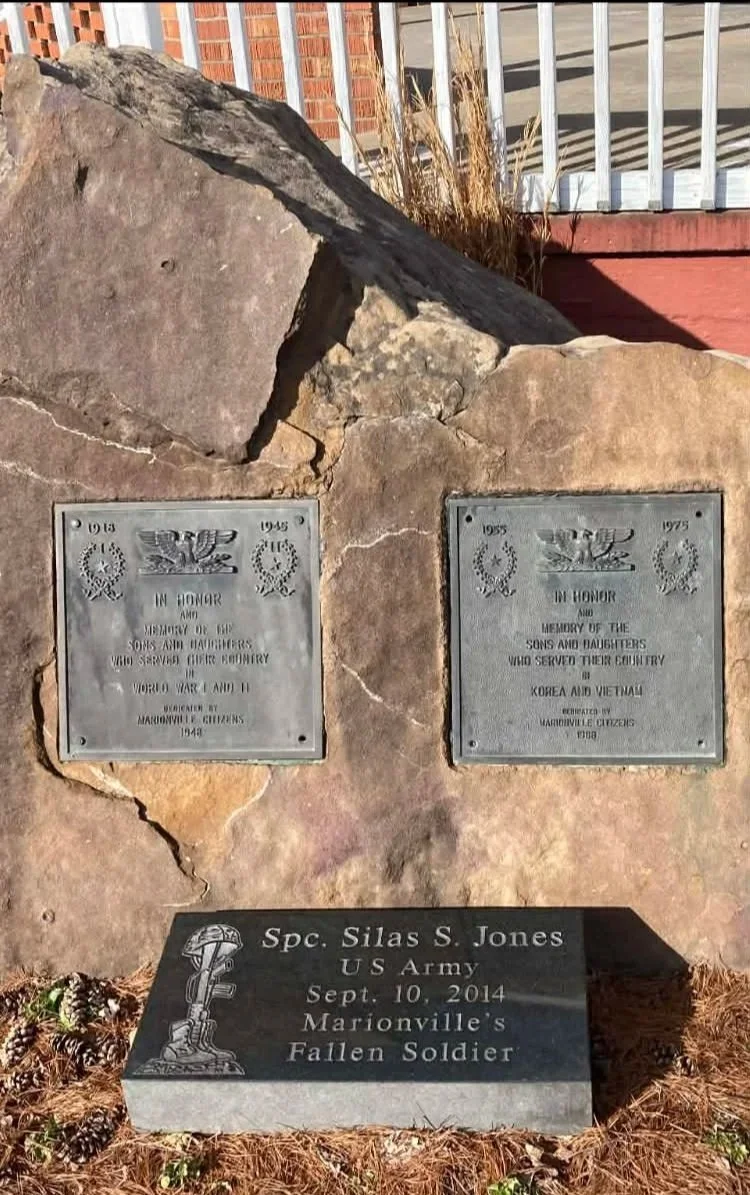 1918 1945
I II
IN HONOR
AND
MEMORY OF THE
SONS AND DAUGHTERS
WHO SERVED THEIR COUNTRY
IN
WORLD WAR I AND II
DEDICATED BY
MARIONVILLE CITIZENS
1948
1955 1975
IN HONOR
AND
MEMORY OF THE
SONS AND DAUGHTERS
WHO SERVED THEIR COUNTRY
IN
KOREA AND VIETNAM
DEDICATED BY
MARIONVILLE CITIZENS
1988
Spc. Silas S. Jones
US Army
Sept. 10, 2014
Marionville's
Fallen Soldier